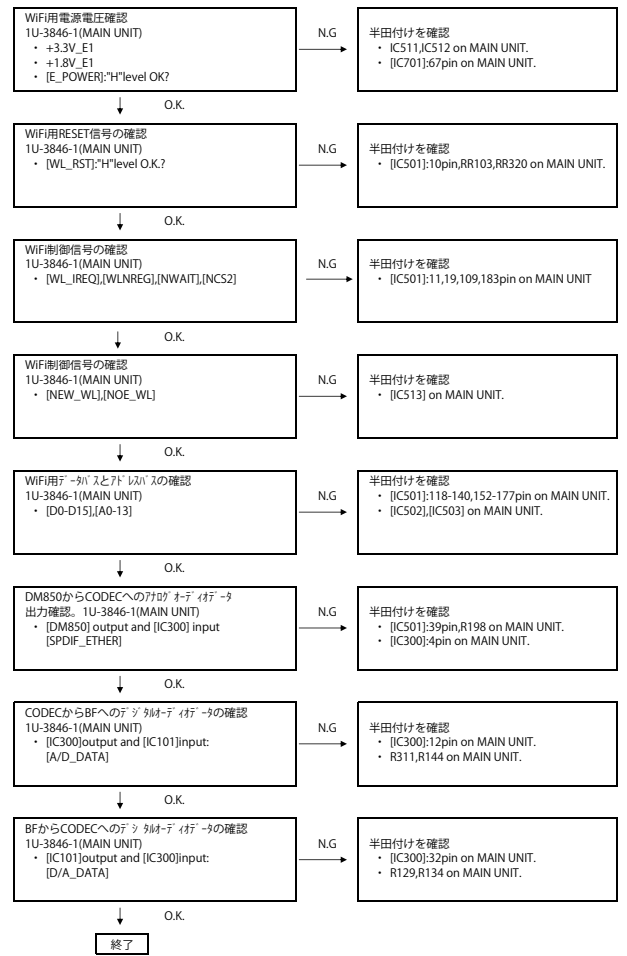 WiFi用電源電圧確認
1U-3846-1(MAIN UNIT)
・ +3.3V_E1
・ +1.8V_E1
・ [E_POWER]:"H"level OK?
N.G
半田付けを確認
・ IC511,IC512 on MAIN UNIT.
・ [IC701]:67pin on MAIN UNIT.
O.K.
WiFi用RESET信号の確認
1U-3846-1(MAIN UNIT)
・ [WL_RST]:"H"level O.K.?
N.G
半田付けを確認
・ [IC501]:10pin,RR103,RR320 on MAIN UNIT.
O.K.
WiFi制御信号の確認
1U-3846-1(MAIN UNIT)
・ [WL_IREQ],[WLNREG],[NWAIT],[NCS2]
N.G
半田付けを確認
・ [IC501]:11,19,109,183pin on MAIN UNIT
O.K.
WiFi制御信号の確認
1U-3846-1(MAIN UNIT)
・ [NEW_WL],[NOE_WL]
N.G
半田付けを確認
・ [IC513] on MAIN UNIT.
O.K.
WiFi用ﾃﾞｰﾀﾊﾞｽとｱﾄﾞﾚｽﾊﾞｽの確認
1U-3846-1(MAIN UNIT)
・ [D0-D15],[A0-13]
N.G
半田付けを確認
・ [IC501]:118-140,152-177pin on MAIN UNIT.
・ [IC502],[IC503] on MAIN UNIT.
O.K.
DM850からCODECへのｱﾅﾛｸﾞｵｰﾃﾞｨｵﾃﾞｰﾀ
出力確認。1U-3846-1(MAIN UNIT)
・ [DM850] output and [IC300] input
[SPDIF_ETHER]
N.G
半田付けを確認
・ [IC501]:39pin,R198 on MAIN UNIT.
・ [IC300]:4pin on MAIN UNIT.
O.K.
CODECからBFへのﾃﾞｼﾞﾀﾙｵｰﾃﾞｨｵﾃﾞｰﾀの確認
1U-3846-1(MAIN UNIT)
・ [IC300]output and [IC101]input:
[A/D_DATA]
N.G
半田付けを確認
・ [IC300]:12pin on MAIN UNIT.
・ R311,R144 on MAIN UNIT.
O.K.
BFからCODECへのﾃﾞｼﾞﾀﾙｵｰﾃﾞｨｵﾃﾞｰﾀの確認
1U-3846-1(MAIN UNIT)
・ [IC101]output and [IC300]input:
[D/A_DATA]
N.G
半田付けを確認
・ [IC300]:32pin on MAIN UNIT.
・ R129,R134 on MAIN UNIT.
O.K.
終了